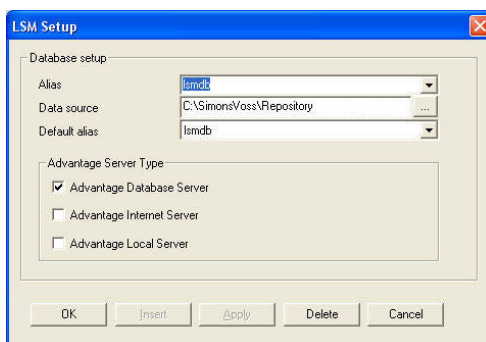 LSM Setup
Database setup
Alias lsmdb
Data source C:\SimonsVoss\Repository ...
Default alias lsmdb
Advantage Server Type
Advantage Database Server
Advantage Internet Server
Advantage Local Server
OK Insert Apply Delete Cancel